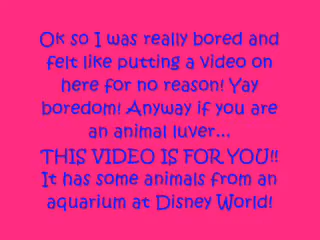 Ok so I was really bored and
felt like putting a video on
here for no reason! Yay
boredom! Anyway if you are
an animal luver...
THIS VIDEO IS FOR YOU!!
It has some animals from an
aquarium at Disney World!